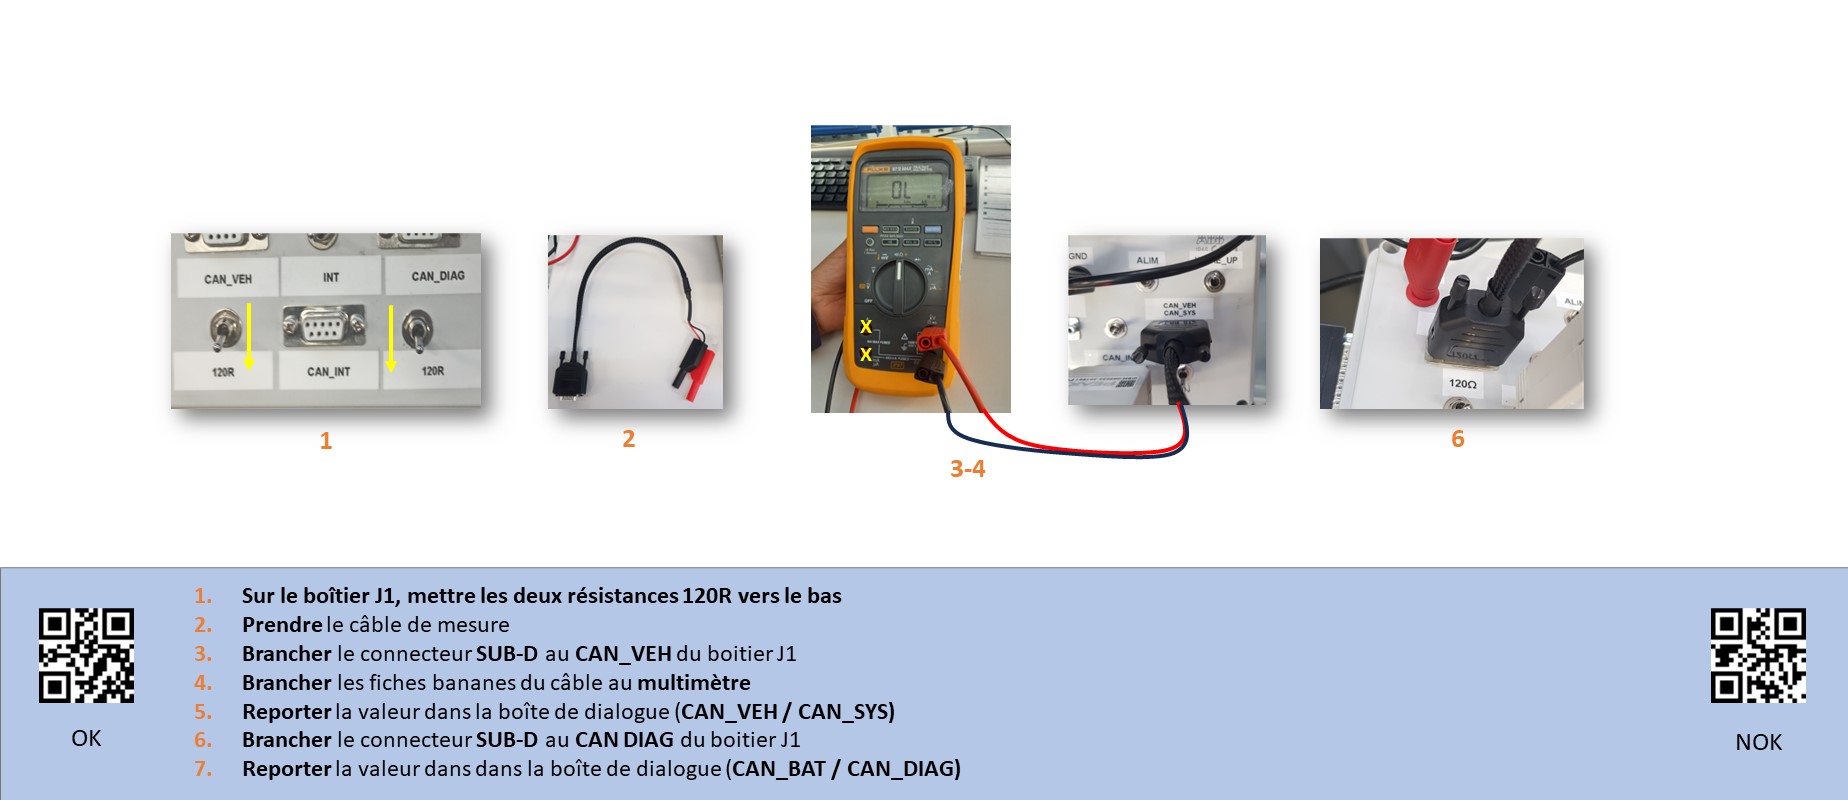 CAN_VEH
INT
CAN_DIAG
120R
CAN_INT
120R
1
2
FLUKE
OL
OFF
X
X
3-4
GND
ALIM
_UP
CAN_VEH
CAN_SYS
CAN_IN
120Ω
6
1. Sur le boîtier J1, mettre les deux résistances 120R vers le bas
2. Prendre le câble de mesure
3. Brancher le connecteur SUB-D au CAN_VEH du boitier J1
4. Brancher les fiches bananes du câble au multimètre
5. Reporter la valeur dans la boîte de dialogue (CAN_VEH / CAN_SYS)
6. Brancher le connecteur SUB-D au CAN DIAG du boitier J1
7. Reporter la valeur dans dans la boîte de dialogue (CAN_BAT / CAN_DIAG)
OK
NOK